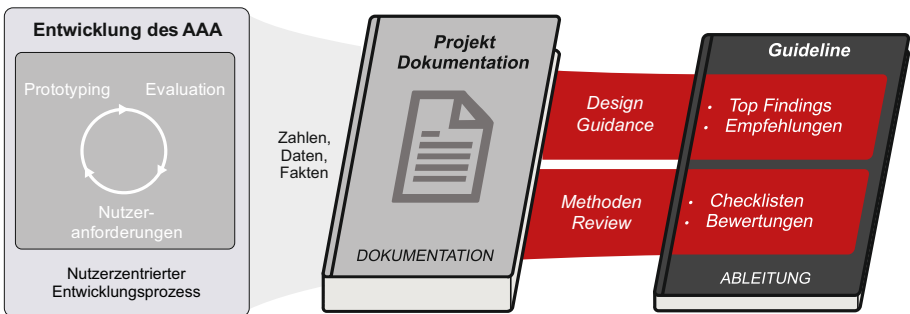 Entwicklung des AAA
Prototyping
Evaluation
Nutzer-
anforderungen
Nutzerzentrierter
Entwicklungsprozess
Zahlen,
Daten,
Fakten
Projekt
Dokumentation
DOKUMENTATION
Design
Guidance
Methoden
Review
Guideline
• Top Findings
• Empfehlungen
• Checklisten
• Bewertungen
ABLEITUNG